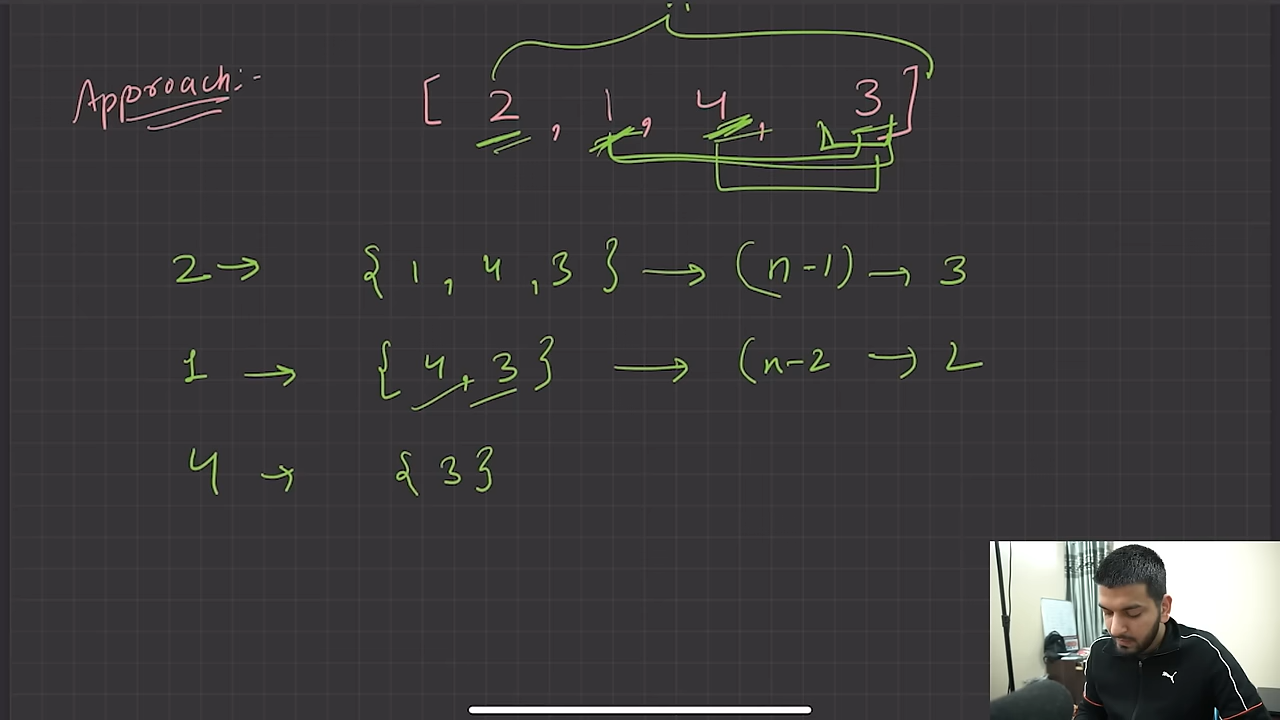 Approach:-
[ 2 , 1 , 4 , 3 ]
2 → { 1 , 4 , 3 } → (n-1) → 3
1 → { 4 , 3 } → (n-2 → 2
4 → { 3 }